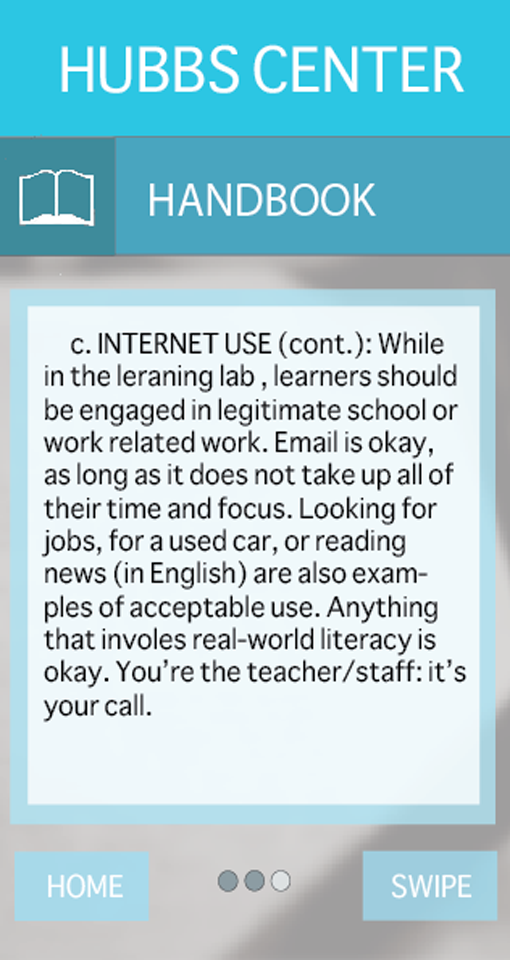 HUBBS CENTER
HANDBOOK
c. INTERNET USE (cont.): While
in the leraning lab , learners should
be engaged in legitimate school or
work related work. Email is okay,
as long as it does not take up all of
their time and focus. Looking for
jobs, for a used car, or reading
news (in English) are also exam-
ples of acceptable use. Anything
that involes real-world literacy is
okay. You're the teacher/staff: it's
your call.
HOME
SWIPE